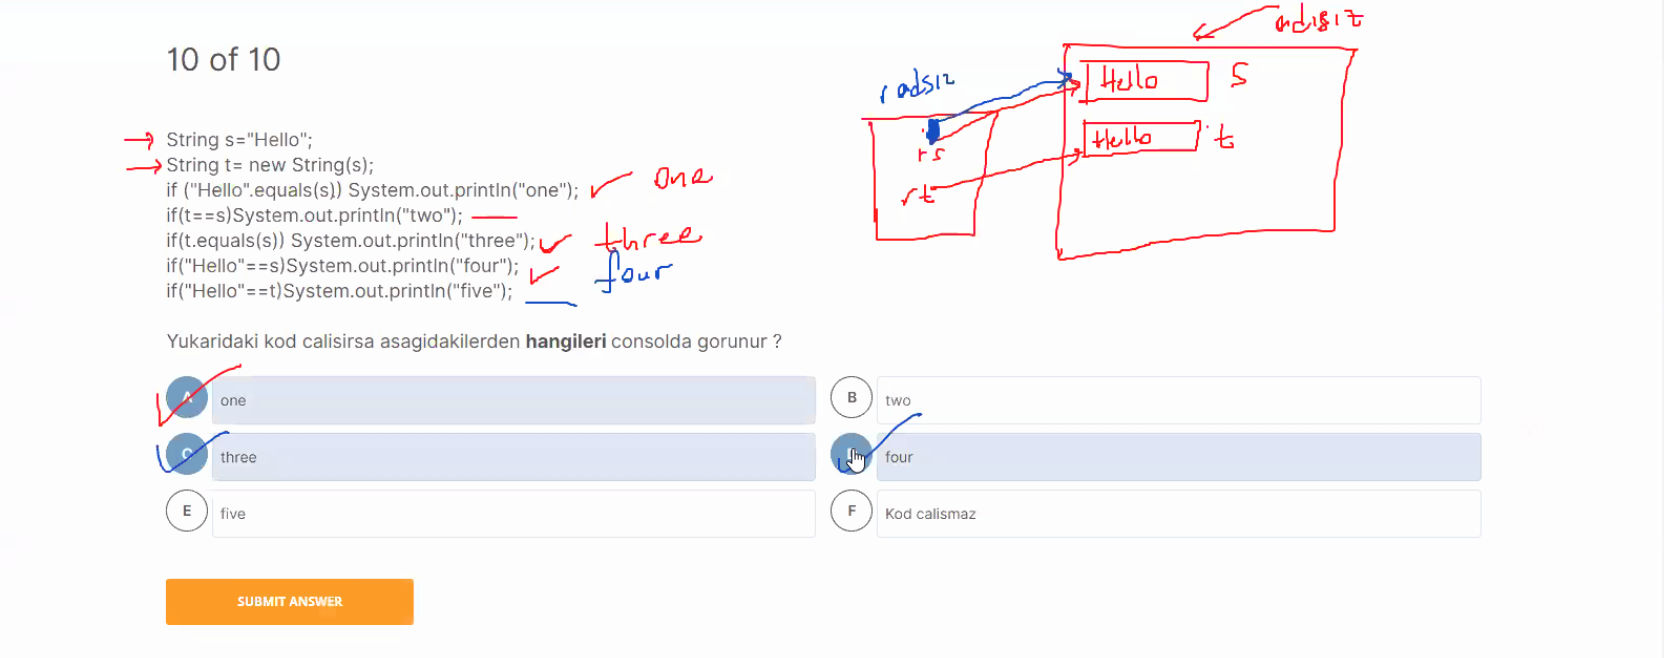 10 of 10
adsız
radsız
Hello S
Hello t
rs
rt
String s="Hello";
String t= new String(s);
if ("Hello".equals(s)) System.out.println("one"); one
if(t==s)System.out.println("two");
if(t.equals(s)) System.out.println("three"); three
if("Hello"==s)System.out.println("four"); four
if("Hello"==t)System.out.println("five");
Yukaridaki kod calisirsa asagidakilerden hangileri consolda gorunur ?
A one
B two
C three
four
E five
F Kod calismaz
SUBMIT ANSWER